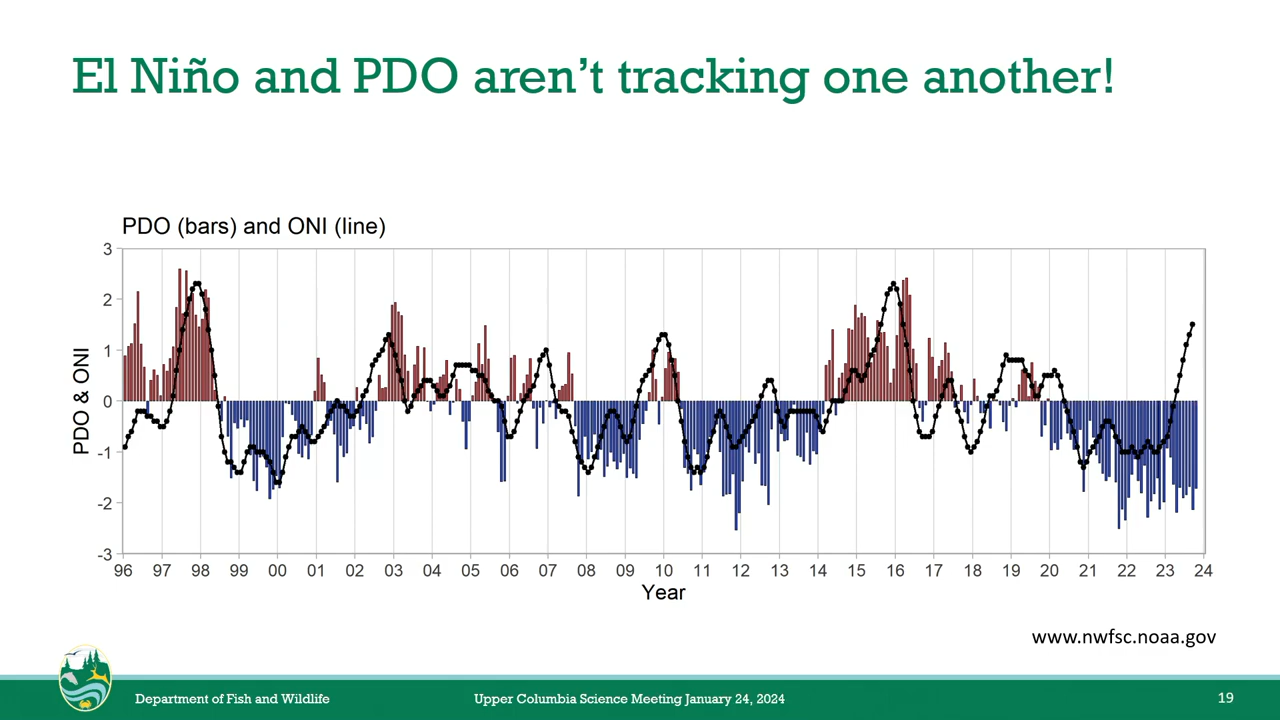 El Niño and PDO aren’t tracking one another!
PDO (bars) and ONI (line)
PDO & ONI
3
2
1
0
-1
-2
-3
96 97 98 99 00 01 02 03 04 05 06 07 08 09 10 11 12 13 14 15 16 17 18 19 20 21 22 23 24
Year
www.nwfsc.noaa.gov
Department of Fish and Wildlife
Upper Columbia Science Meeting January 24, 2024
19